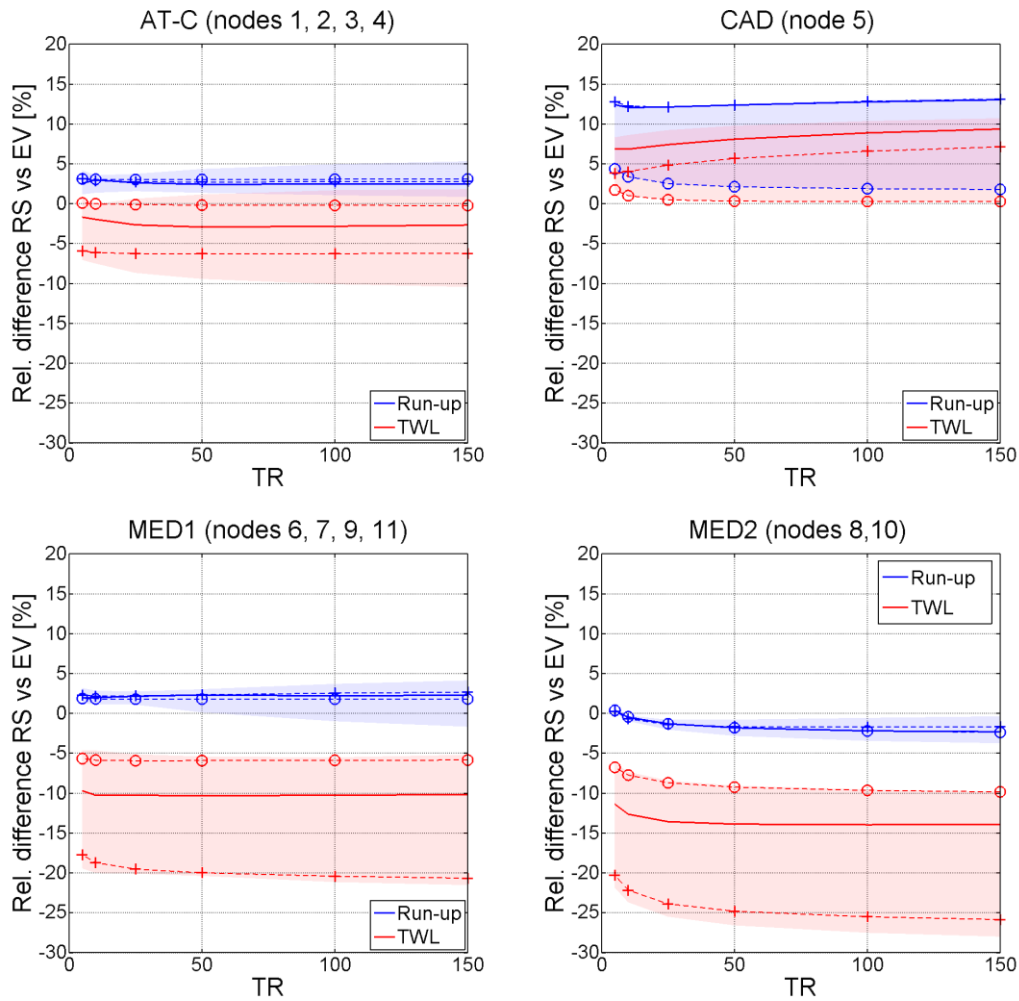 AT-C (nodes 1, 2, 3, 4)
Rel. difference RS vs EV [%]
20
15
10
5
0
-5
-10
-15
-20
-25
-30
Run-up
TWL
0 50 100 150
TR
CAD (node 5)
Rel. difference RS vs EV [%]
20
15
10
5
0
-5
-10
-15
-20
-25
-30
Run-up
TWL
0 50 100 150
TR
MED1 (nodes 6, 7, 9, 11)
Rel. difference RS vs EV [%]
20
15
10
5
0
-5
-10
-15
-20
-25
-30
Run-up
TWL
0 50 100 150
TR
MED2 (nodes 8,10)
Rel. difference RS vs EV [%]
20
15
10
5
0
-5
-10
-15
-20
-25
-30
Run-up
TWL
0 50 100 150
TR